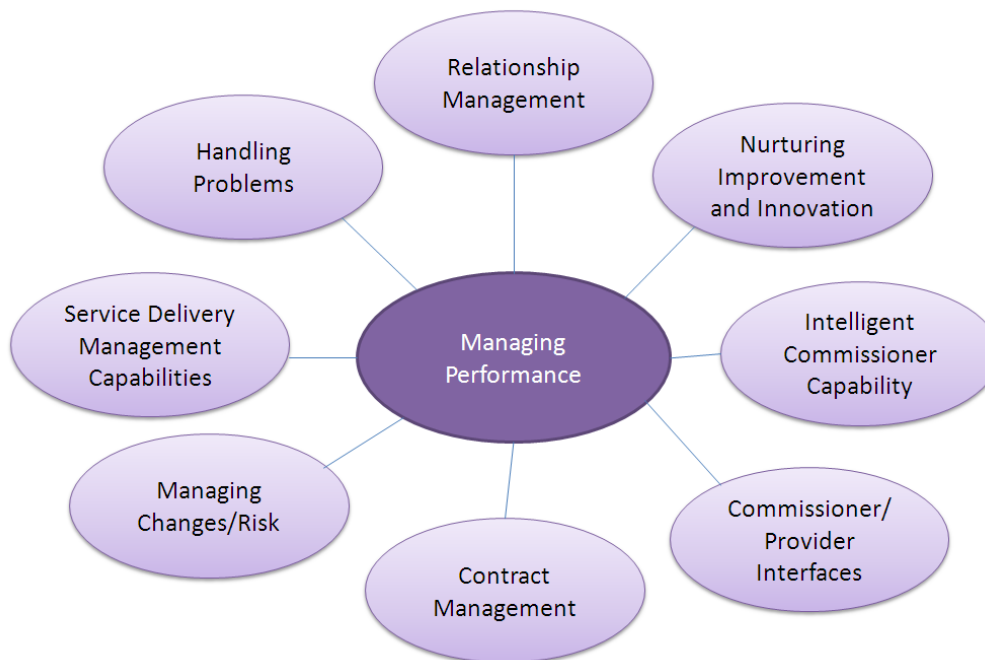 Relationship
Management
Nurturing
Improvement
and Innovation
Intelligent
Commissioner
Capability
Commissioner/
Provider
Interfaces
Contract
Management
Managing
Changes/Risk
Service Delivery
Management
Capabilities
Handling
Problems
Managing
Performance